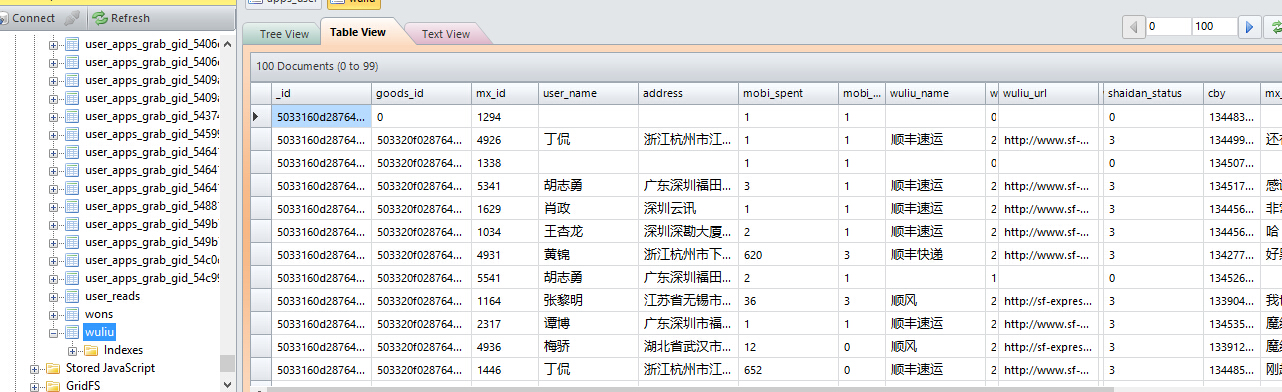 apps_user wuliu
Connect Refresh
Tree View Table View Text View 0 100
user_apps_grab_gid_5406
user_apps_grab_gid_5406
user_apps_grab_gid_5409
user_apps_grab_gid_5409
user_apps_grab_gid_54374
user_apps_grab_gid_54599
user_apps_grab_gid_54641
user_apps_grab_gid_54641
user_apps_grab_gid_54641
user_apps_grab_gid_54881
user_apps_grab_gid_549b
user_apps_grab_gid_549b
user_apps_grab_gid_54c0
user_apps_grab_gid_54c99
user_reads
wons
wuliu
Indexes
Stored JavaScript
GridFS
100 Documents (0 to 99)
_id goods_id mx_id user_name address mobi_spent mobi_... wuliu_name w wuliu_url shaidan_status cby mx_
5033160d28764... 0 1294 1 1 0 0 134483...
5033160d28764... 503320f028764... 4926 丁侃 浙江杭州市江... 1 1 顺丰速运 2 http://www.sf-... 3 134499... 还
5033160d28764... 503320f028764... 1338 1 1 0 0 134507...
5033160d28764... 503320f028764... 5341 胡志勇 广东深圳福田... 3 1 顺丰速运 2 http://www.sf-... 3 134517... 感
5033160d28764... 503320f028764... 1629 肖政 深圳云讯 1 1 顺丰速运 2 http://www.sf-... 3 134456... 非
5033160d28764... 503320f028764... 1034 王杏龙 深圳深勘大厦... 2 1 顺丰速运 2 http://www.sf-... 3 134456... 哈
5033160d28764... 503320f028764... 4931 黄锦 浙江杭州市下... 620 3 顺丰快递 2 http://www.sf-... 3 134277... 好
5033160d28764... 503320f028764... 5541 胡志勇 广东深圳福田... 2 1 1 0 134526...
5033160d28764... 503320f028764... 1164 张黎明 江苏省无锡市... 36 3 顺风 2 http://sf-expres... 3 133904... 我
5033160d28764... 503320f028764... 2317 谭博 广东深圳市福... 1 1 顺丰速运 2 http://www.sf-... 3 134535... 魔
5033160d28764... 503320f028764... 4936 梅骄 湖北省武汉市... 12 0 顺风 2 http://sf-expres... 3 133912... 魔
5033160d28764... 503320f028764... 1446 丁侃 浙江杭州市江... 652 0 顺丰速运 2 http://www.sf-... 3 134485... 刚